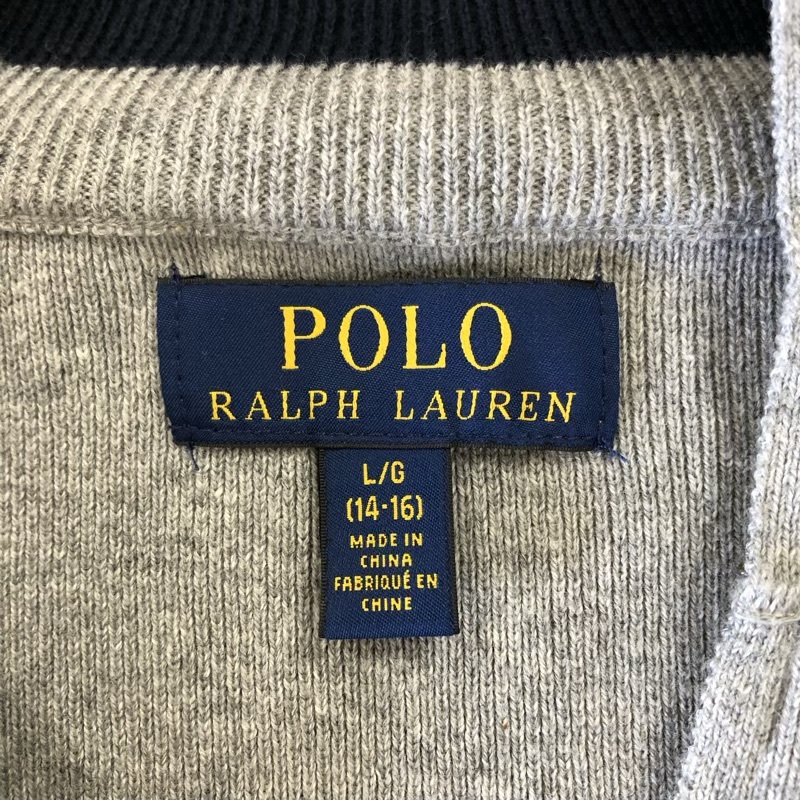 POLO
RALPH LAUREN
L/G
(14-16)
MADE IN
CHINA
FABRIQUÉ EN
CHINE